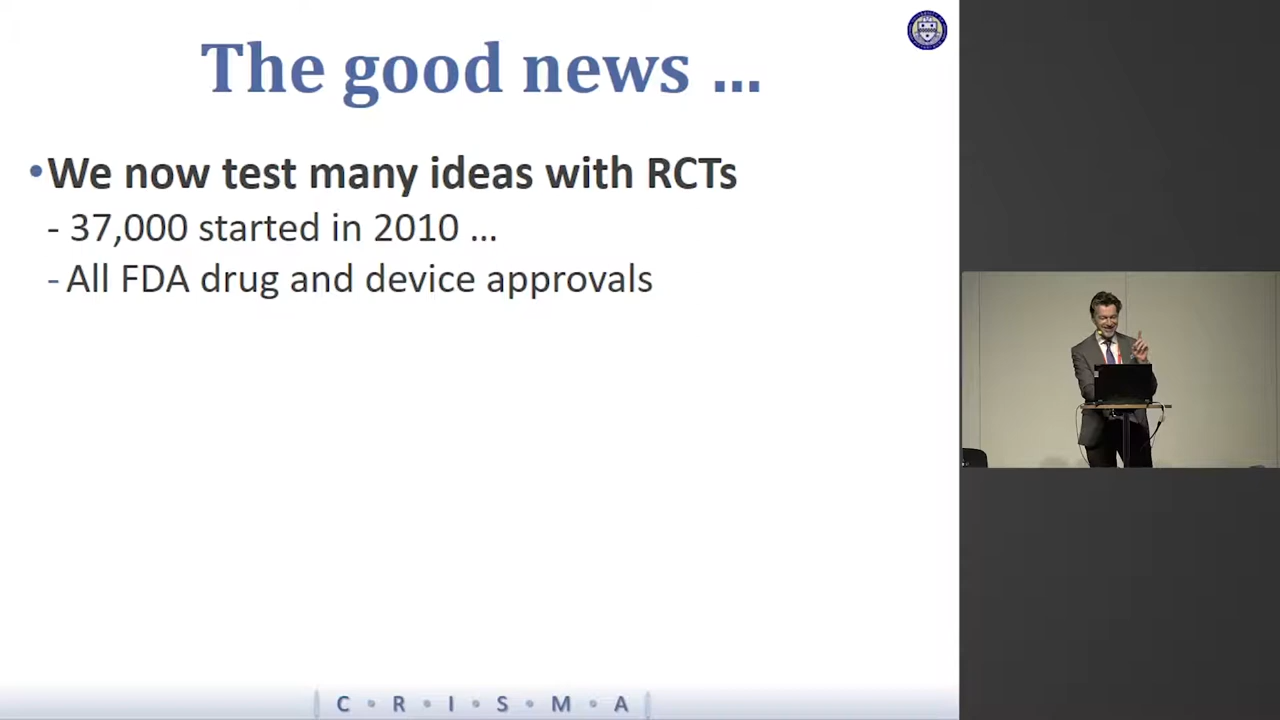 The good news ...
•We now test many ideas with RCTs
- 37,000 started in 2010 ...
- All FDA drug and device approvals
C • R • I • S • M • A